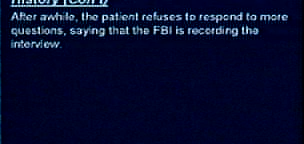 History (Con't)
After awhile, the patient refuses to respond to more
questions, saying that the FBI is recording the
interview.